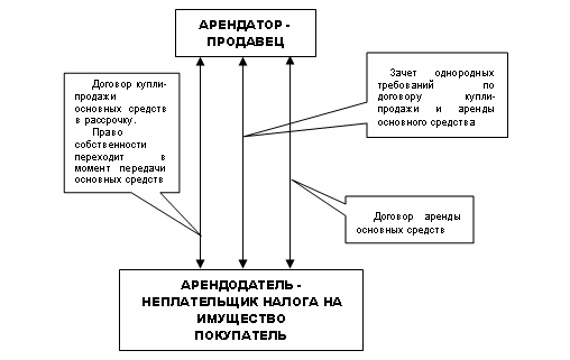 АРЕНДАТОР -
ПРОДАВЕЦ
Договор купли-
продажи
основных средств
в рассрочку.
Право
собственности
переходит в
момент передачи
основных средств
Зачет однородных
требований по
договору купли-
продажи и аренды
основного средства
Договор аренды
основных средств
АРЕНДОДАТЕЛЬ -
НЕПЛАТЕЛЬЩИК НАЛОГА НА
ИМУЩЕСТВО
ПОКУПАТЕЛЬ